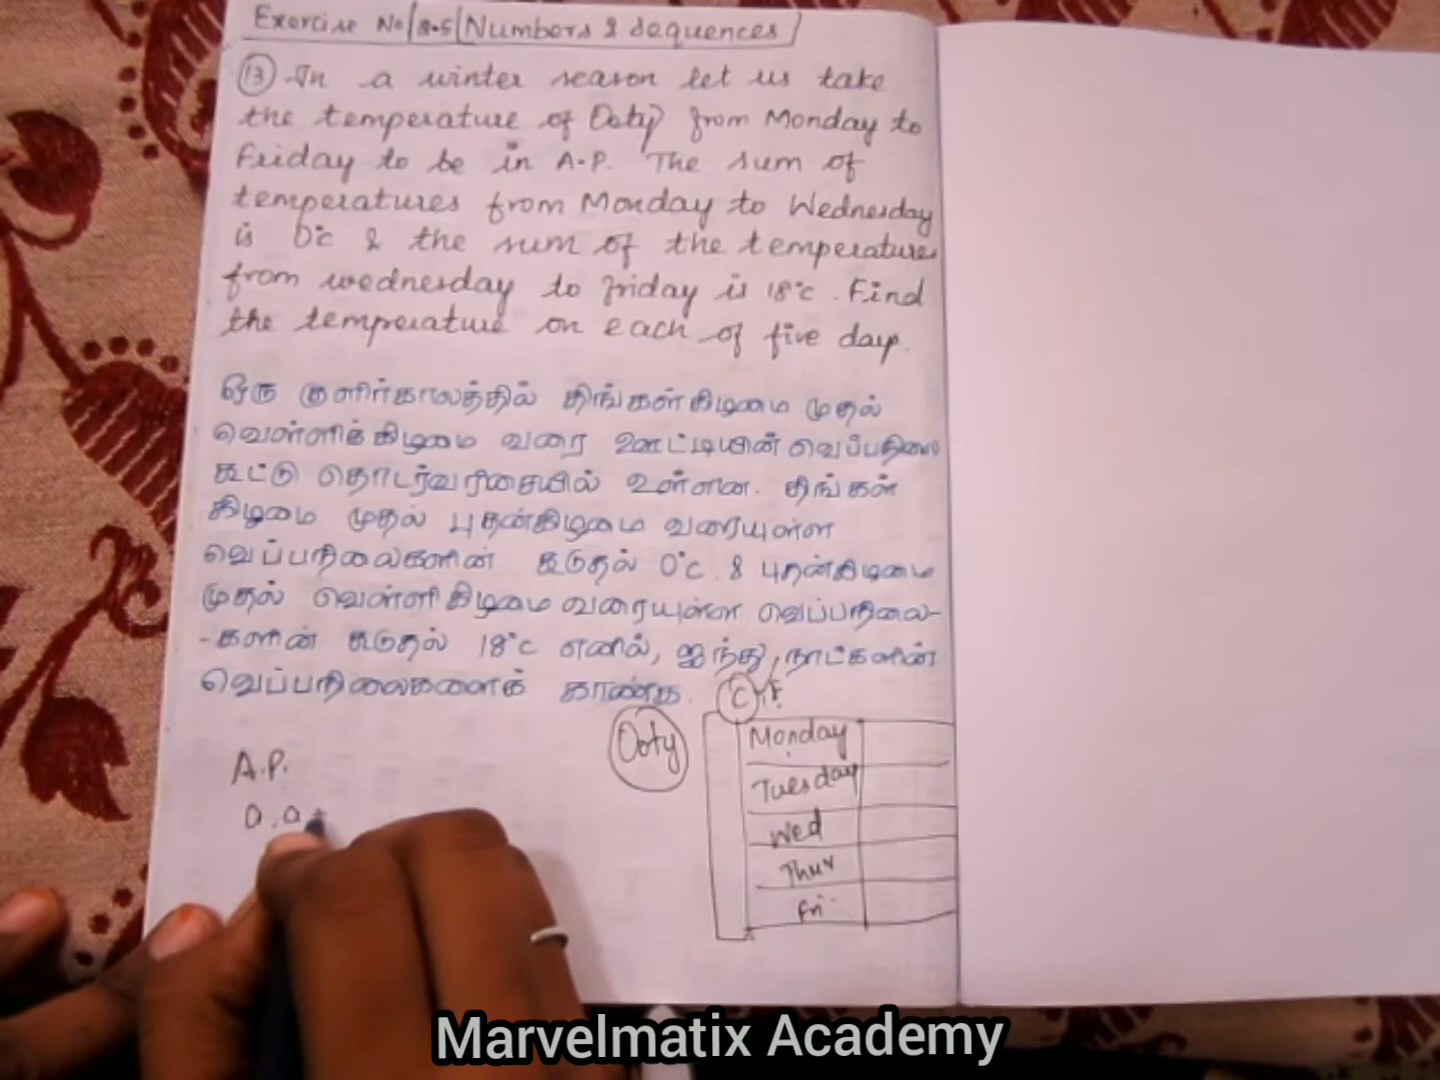 Exercise No 2.5 Numbers & sequences
13 In a winter season let us take
the temperature of Ooty from Monday to
Friday to be in A.P. The sum of
temperatures from Monday to Wednesday
is 0°c & the sum of the temperatures
from wednesday to friday is 18°c. Find
the temperature on each of five days.
ஒரு குளிர்காலத்தில் திங்கள்கிழமை முதல்
வெள்ளிக்கிழமை வரை ஊட்டியின் வெப்பநிலை
கூட்டு தொடர்வரிசையில் உள்ளன. திங்கள்
கிழமை முதல் புதன்கிழமை வரையுள்ள
வெப்பநிலைகளின் கூடுதல் 0°c & புதன்கிழமை
முதல் வெள்ளிகிழமை வரையுள்ள வெப்பநிலை-
-களின் கூடுதல் 18°c எனில், ஐந்து நாட்களின்
வெப்பநிலைகளைக் காண்க.
C
Ooty
Monday
Tuesday
Wed
Thur
Fri
A.P.
a, a+
Marvelmatix Academy